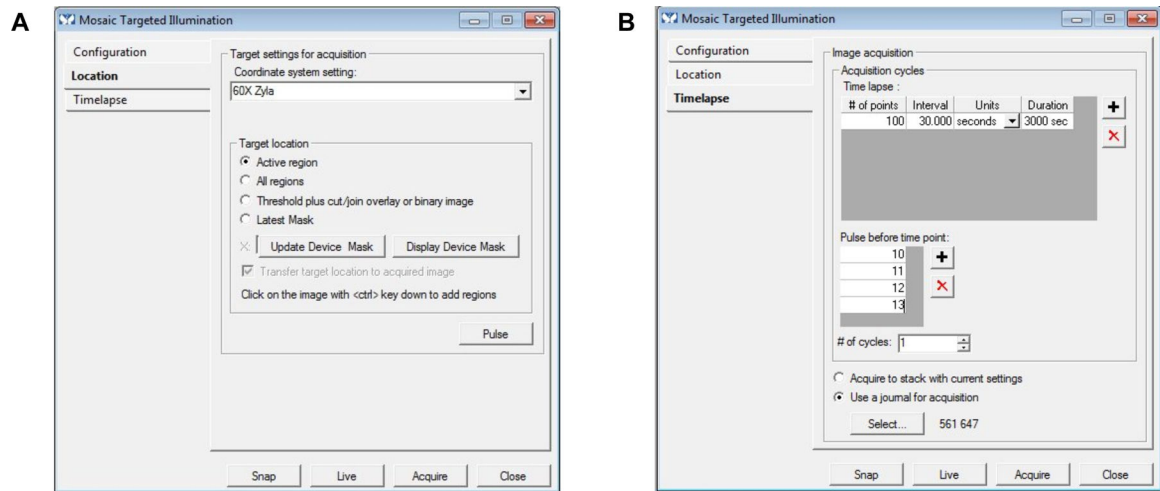 A
Mosaic Targeted Illumination
Configuration
Location
Timelapse
Target settings for acquisition
Coordinate system setting:
60X Zyla
Target location
Active region
All regions
Threshold plus cut/join overlay or binary image
Latest Mask
X: Update Device Mask Display Device Mask
Transfer target location to acquired image
Click on the image with <ctrl> key down to add regions
Pulse
Snap Live Acquire Close
B
Mosaic Targeted Illumination
Configuration
Location
Timelapse
Image acquisition
Acquisition cycles
Time lapse :
# of points Interval Units Duration
100 30.000 seconds 3000 sec
Pulse before time point:
10
11
12
13
# of cycles: 1
Acquire to stack with current settings
Use a journal for acquisition
Select... 561 647
Snap Live Acquire Close